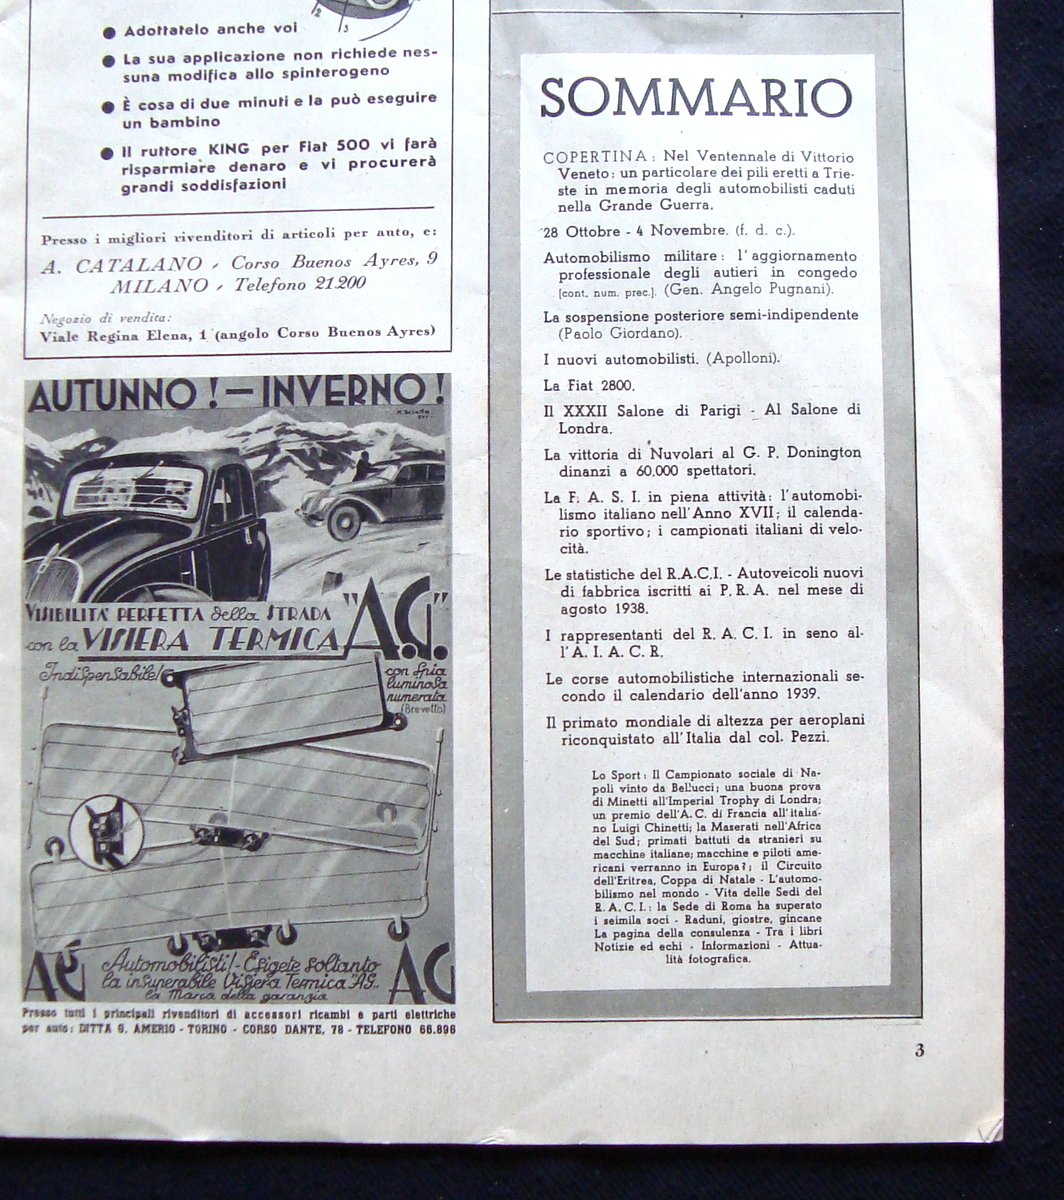 2
3
● Adottatelo anche voi
● La sua applicazione non richiede nes-
suna modifica allo spinterogeno
● È cosa di due minuti e la può eseguire
un bambino
● Il ruttore KING per Fiat 500 vi farà
risparmiare denaro e vi procurerà
grandi soddisfazioni
Presso i migliori rivenditori di articoli per auto, e:
A. CATALANO - Corso Buenos Ayres, 9
MILANO - Telefono 21.200
Negozio di vendita:
Viale Regina Elena, 1 (angolo Corso Buenos Ayres)
AUTUNNO! — INVERNO!
VISIBILITA' PERFETTA della STRADA
con la VISIERA TERMICA "A.G."
Indispensabile!
con spia
luminosa
numerata
(Brevetto)
AG
Automobilisti! - Esigete soltanto
la insuperabile Visiera Termica "AG„
la Marca della garanzia
AG
Presso tutti i principali rivenditori di accessori ricambi e parti elettriche
per auto: DITTA G. AMERIO - TORINO - CORSO DANTE, 78 - TELEFONO 66.896
SOMMARIO
COPERTINA: Nel Ventennale di Vittorio
Veneto: un particolare dei pili eretti a Trie-
ste in memoria degli automobilisti caduti
nella Grande Guerra.
28 Ottobre - 4 Novembre. (f. d. c.).
Automobilismo militare: l'aggiornamento
professionale degli autieri in congedo
[cont. num. prec.]. (Gen. Angelo Pugnani).
La sospensione posteriore semi-indipendente
(Paolo Giordano).
I nuovi automobilisti. (Apolloni).
La Fiat 2800.
Il XXXII Salone di Parigi - Al Salone di
Londra.
La vittoria di Nuvolari al G. P. Donington
dinanzi a 60.000 spettatori.
La F. A. S. I. in piena attività: l'automobi-
lismo italiano nell'Anno XVII; il calenda-
rio sportivo; i campionati italiani di velo-
cità.
Le statistiche del R.A.C.I. - Autoveicoli nuovi
di fabbrica iscritti ai P. R. A. nel mese di
agosto 1938.
I rappresentanti del R. A. C. I. in seno al-
l'A. I. A. C. R.
Le corse automobilistiche internazionali se-
condo il calendario dell'anno 1939.
Il primato mondiale di altezza per aeroplani
riconquistato all'Italia dal col. Pezzi.
Lo Sport: Il Campionato sociale di Na-
poli vinto da Bellucci; una buona prova
di Minetti all'Imperial Trophy di Londra;
un premio dell'A.C. di Francia all'italia-
no Luigi Chinetti; la Maserati nell'Africa
del Sud; primati battuti da stranieri su
macchine italiane; macchine e piloti ame-
ricani verranno in Europa?; il Circuito
dell'Eritrea, Coppa di Natale - L'automo-
bilismo nel mondo - Vita delle Sedi del
R. A. C. I.: la Sede di Roma ha superato
i seimila soci - Raduni, giostre, gincane
La pagina della consulenza - Tra i libri
Notizie ed echi - Informazioni - Attua-
lità fotografica.
3